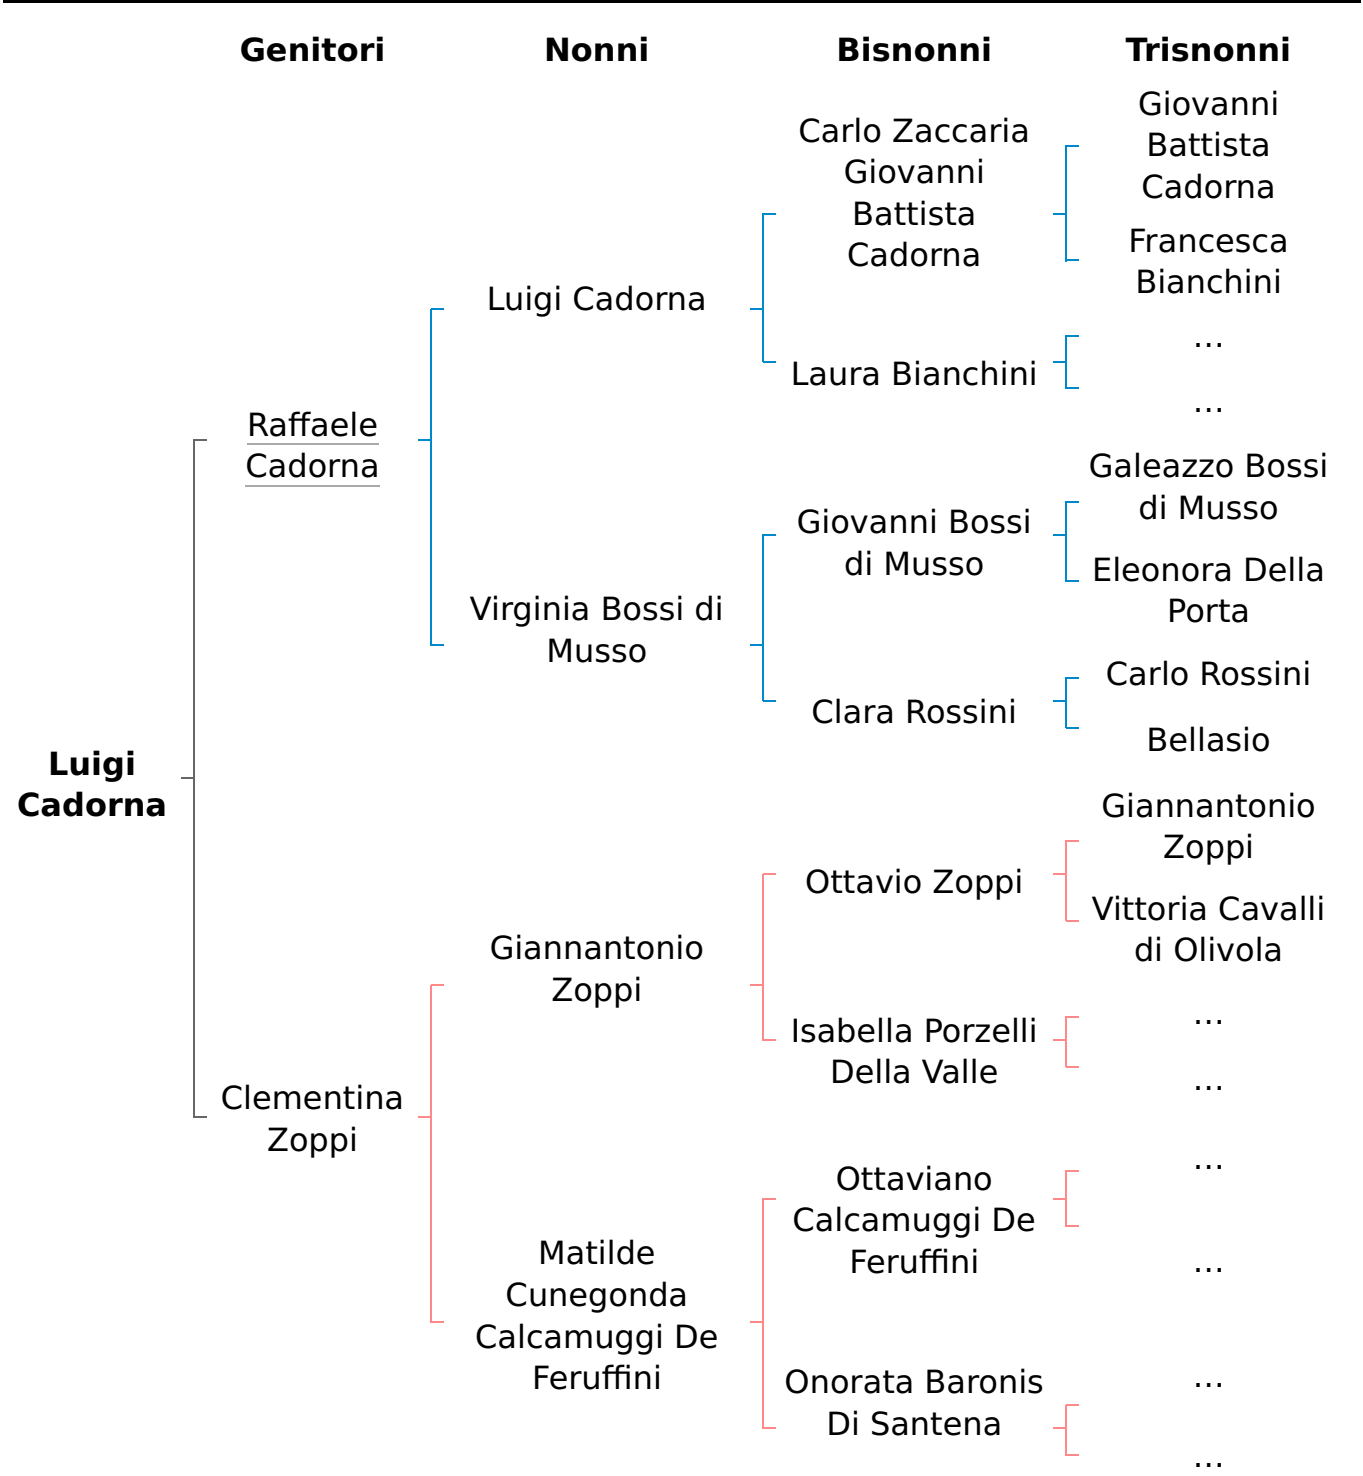 Genitori
Nonni
Bisnonni
Trisnonni
Luigi
Cadorna
Raffaele
Cadorna
Luigi Cadorna
Carlo Zaccaria
Giovanni
Battista
Cadorna
Giovanni
Battista
Cadorna
Francesca
Bianchini
Laura Bianchini
...
...
Virginia Bossi di
Musso
Giovanni Bossi
di Musso
Galeazzo Bossi
di Musso
Eleonora Della
Porta
Clara Rossini
Carlo Rossini
Bellasio
Clementina
Zoppi
Giannantonio
Zoppi
Ottavio Zoppi
Giannantonio
Zoppi
Vittoria Cavalli
di Olivola
Isabella Porzelli
Della Valle
...
...
Matilde
Cunegonda
Calcamuggi De
Feruffini
Ottaviano
Calcamuggi De
Feruffini
...
...
Onorata Baronis
Di Santena
...
...